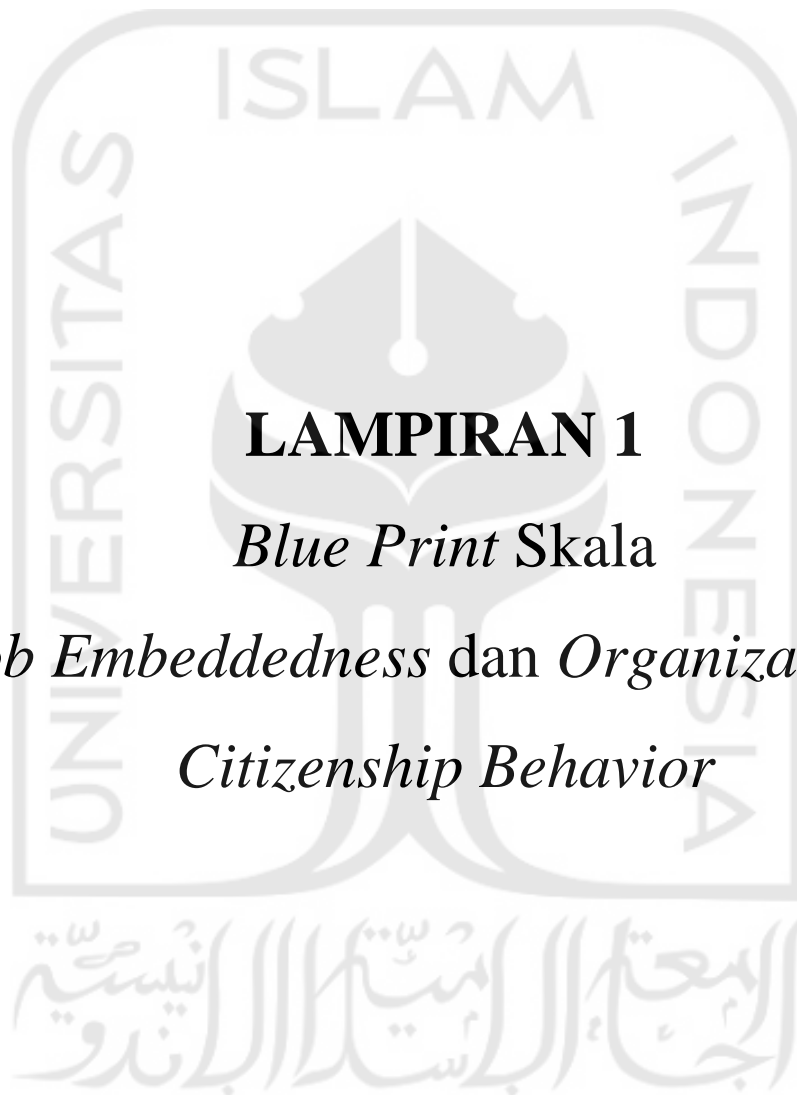 ISLAM
UNIVERSITAS
INDONESIA
LAMPIRAN 1
Blue Print Skala
b Embeddedness dan Organiza
Citizenship Behavior